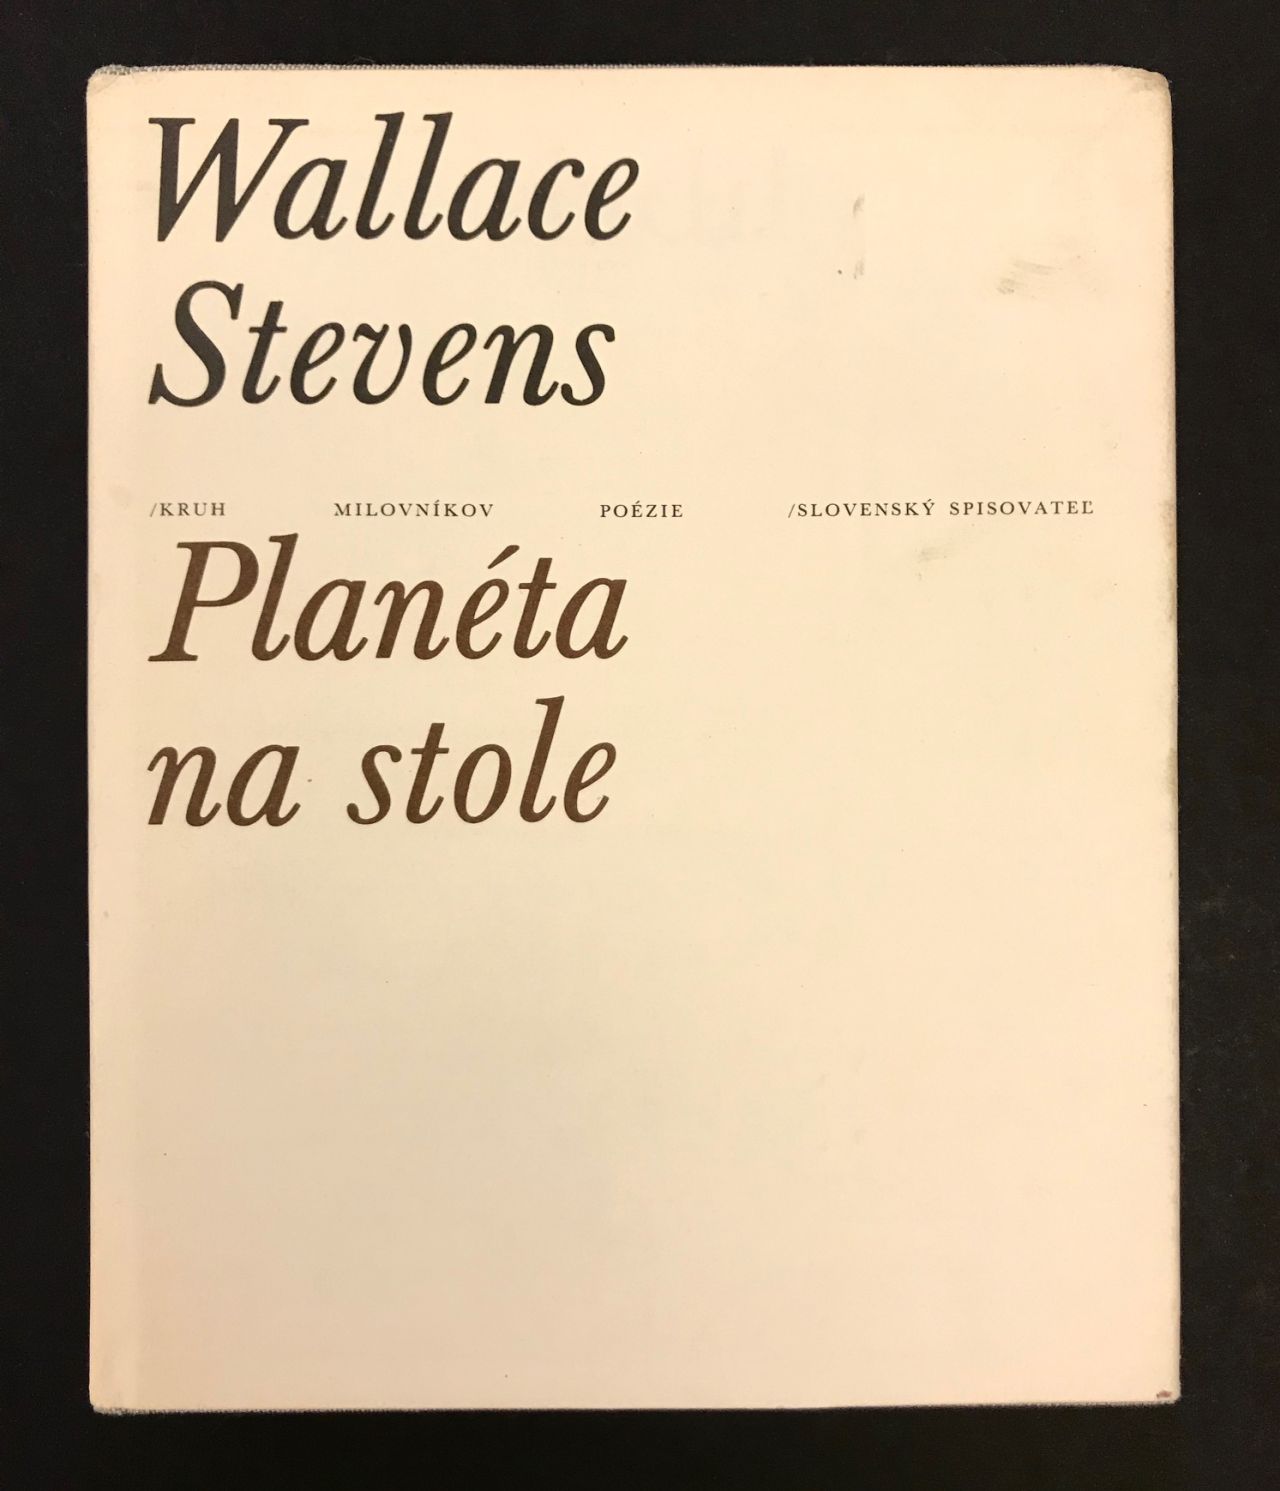 Wallace
Stevens
/KRUH MILOVNÍKOV POÉZIE /SLOVENSKÝ SPISOVATEĽ
Planéta
na stole